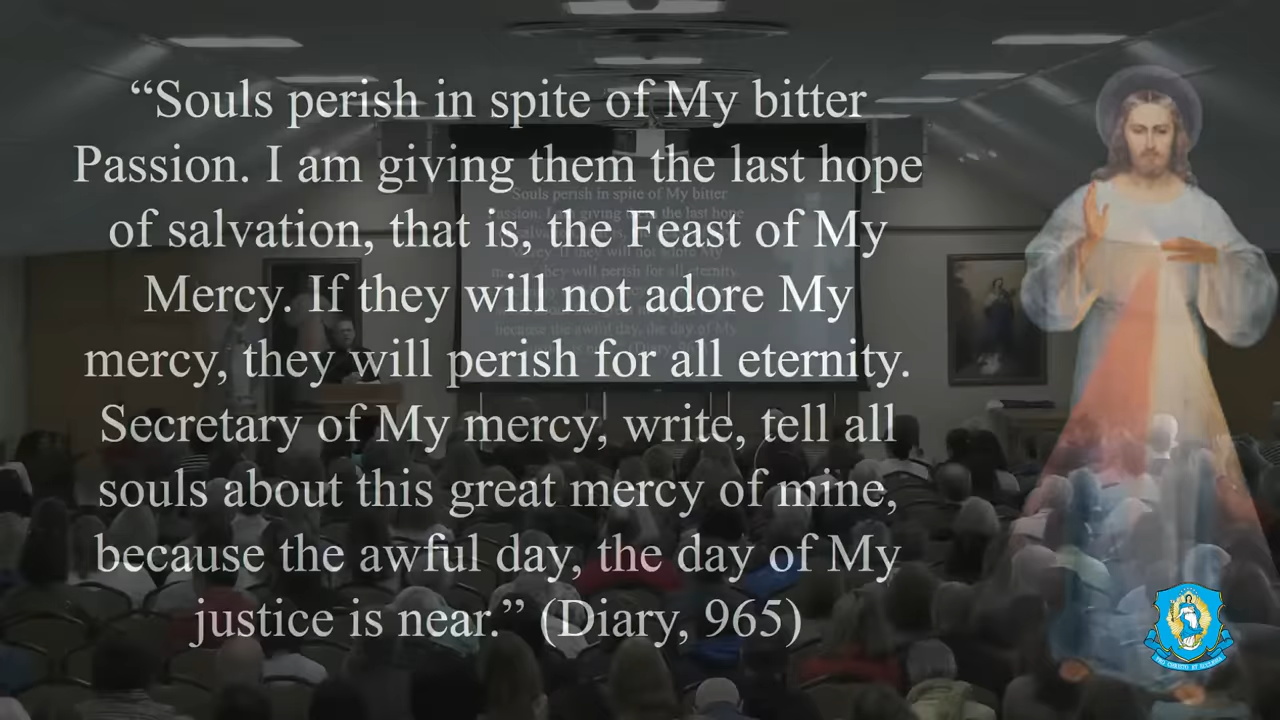 “Souls perish in spite of My bitter
Passion. I am giving them the last hope
of salvation, that is, the Feast of My
Mercy. If they will not adore My
mercy, they will perish for all eternity.
Secretary of My mercy, write, tell all
souls about this great mercy of mine,
because the awful day, the day of My
justice is near.” (Diary, 965)